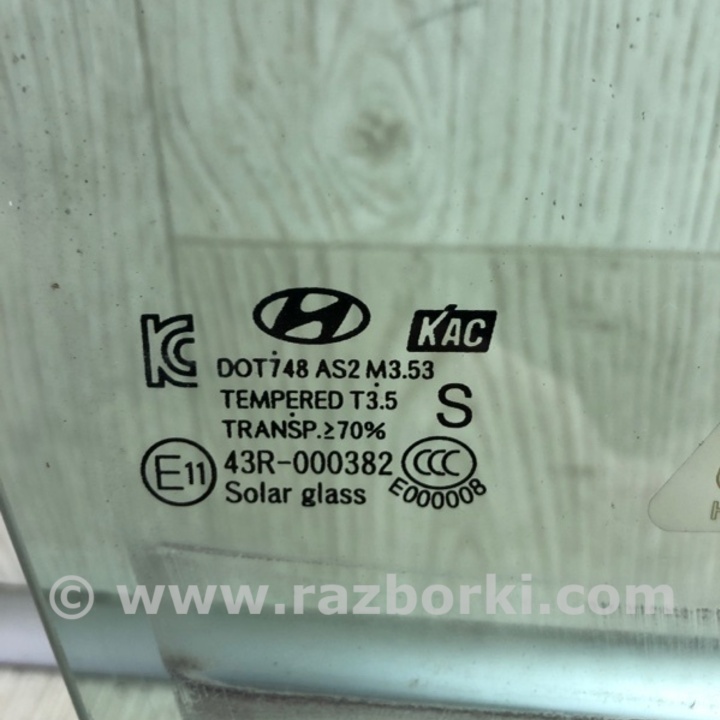 KC
KAC
DOT748 AS2 M3.53
TEMPERED T3.5
S
TRANSP.≥70%
E11
43R-000382
CCC
E000008
Solar glass
© www.razborki.com